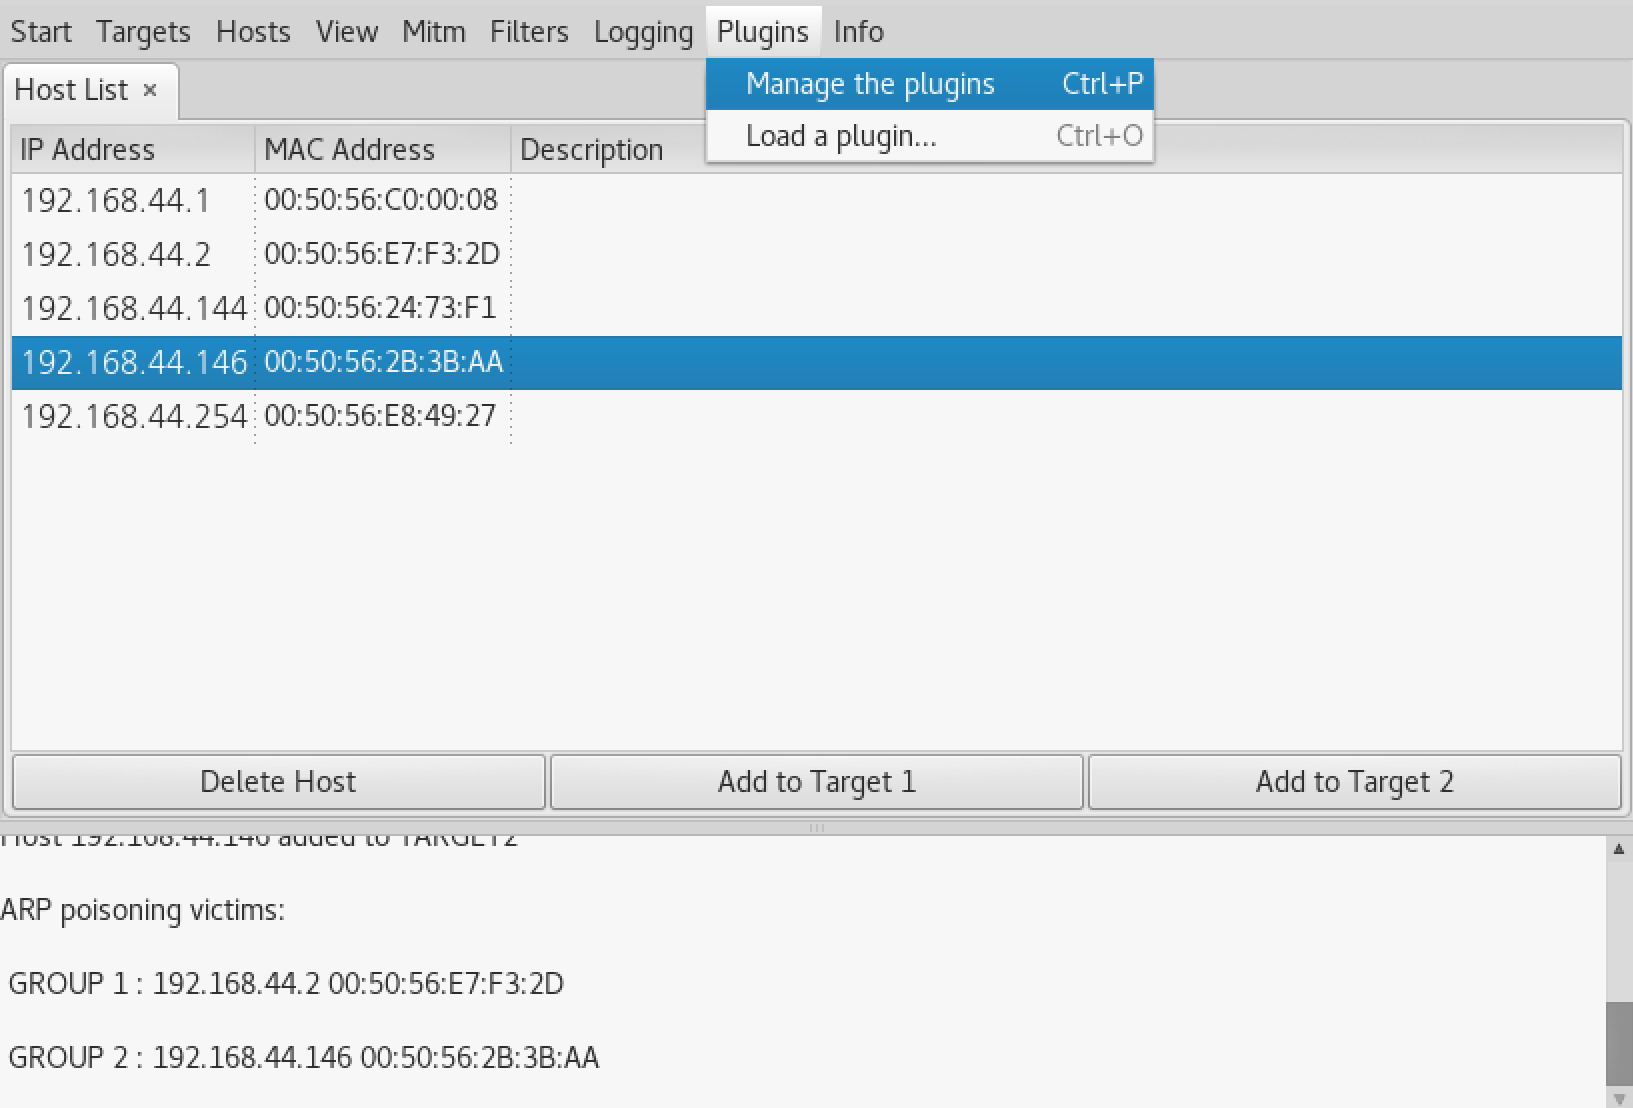 Start Targets Hosts View Mitm Filters Logging Plugins Info
Host List ×
Manage the plugins Ctrl+P
Load a plugin... Ctrl+O
IP Address MAC Address Description
192.168.44.1 00:50:56:C0:00:08
192.168.44.2 00:50:56:E7:F3:2D
192.168.44.144 00:50:56:24:73:F1
192.168.44.146 00:50:56:2B:3B:AA
192.168.44.254 00:50:56:E8:49:27
Delete Host Add to Target 1 Add to Target 2
Host 192.168.44.146 added to TARGET2
ARP poisoning victims:
GROUP 1 : 192.168.44.2 00:50:56:E7:F3:2D
GROUP 2 : 192.168.44.146 00:50:56:2B:3B:AA